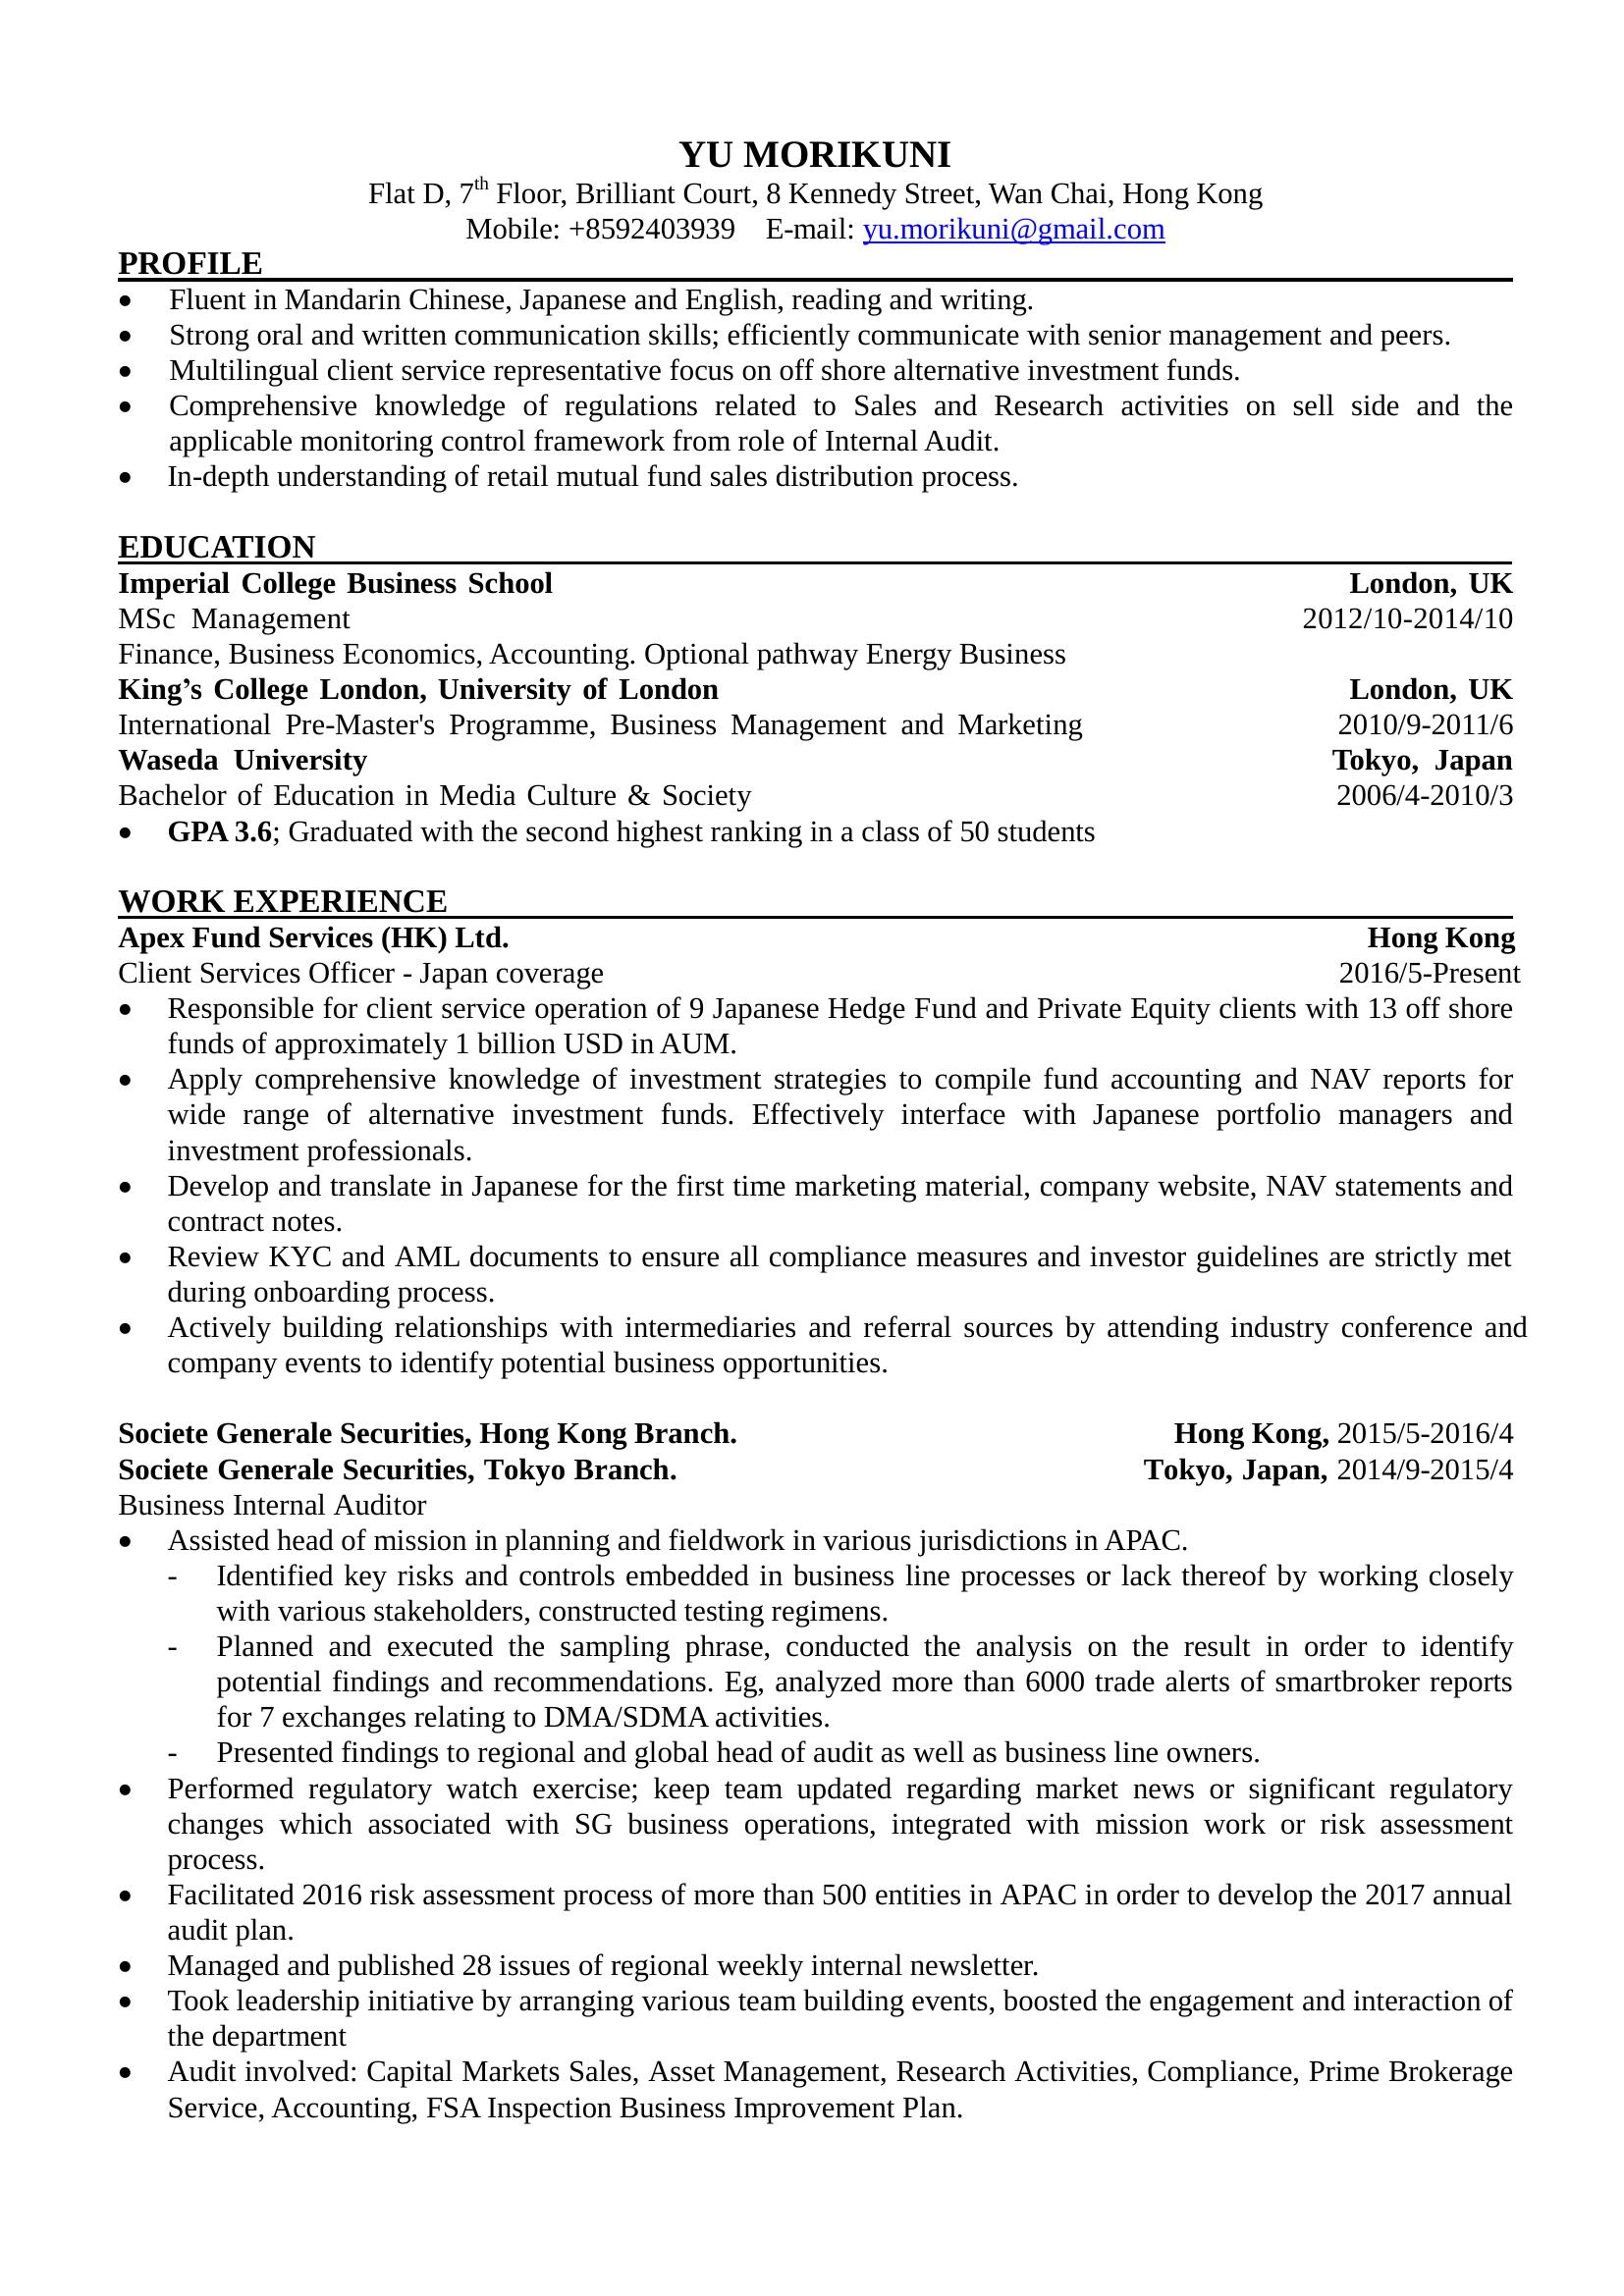 YU MORIKUNI
Flat D, 7th Floor, Brilliant Court, 8 Kennedy Street, Wan Chai, Hong Kong
Mobile: +8592403939 E-mail: yu.morikuni@gmail.com
PROFILE
• Fluent in Mandarin Chinese, Japanese and English, reading and writing.
• Strong oral and written communication skills; efficiently communicate with senior management and peers.
• Multilingual client service representative focus on off shore alternative investment funds.
• Comprehensive knowledge of regulations related to Sales and Research activities on sell side and the
applicable monitoring control framework from role of Internal Audit.
• In-depth understanding of retail mutual fund sales distribution process.
EDUCATION
Imperial College Business School London, UK
MSc Management 2012/10-2014/10
Finance, Business Economics, Accounting. Optional pathway Energy Business
King’s College London, University of London London, UK
International Pre-Master's Programme, Business Management and Marketing 2010/9-2011/6
Waseda University Tokyo, Japan
Bachelor of Education in Media Culture & Society 2006/4-2010/3
• GPA 3.6; Graduated with the second highest ranking in a class of 50 students
WORK EXPERIENCE
Apex Fund Services (HK) Ltd. Hong Kong
Client Services Officer - Japan coverage 2016/5-Present
• Responsible for client service operation of 9 Japanese Hedge Fund and Private Equity clients with 13 off shore
funds of approximately 1 billion USD in AUM.
• Apply comprehensive knowledge of investment strategies to compile fund accounting and NAV reports for
wide range of alternative investment funds. Effectively interface with Japanese portfolio managers and
investment professionals.
• Develop and translate in Japanese for the first time marketing material, company website, NAV statements and
contract notes.
• Review KYC and AML documents to ensure all compliance measures and investor guidelines are strictly met
during onboarding process.
• Actively building relationships with intermediaries and referral sources by attending industry conference and
company events to identify potential business opportunities.
Societe Generale Securities, Hong Kong Branch. Hong Kong, 2015/5-2016/4
Societe Generale Securities, Tokyo Branch. Tokyo, Japan, 2014/9-2015/4
Business Internal Auditor
• Assisted head of mission in planning and fieldwork in various jurisdictions in APAC.
- Identified key risks and controls embedded in business line processes or lack thereof by working closely
with various stakeholders, constructed testing regimens.
- Planned and executed the sampling phrase, conducted the analysis on the result in order to identify
potential findings and recommendations. Eg, analyzed more than 6000 trade alerts of smartbroker reports
for 7 exchanges relating to DMA/SDMA activities.
- Presented findings to regional and global head of audit as well as business line owners.
• Performed regulatory watch exercise; keep team updated regarding market news or significant regulatory
changes which associated with SG business operations, integrated with mission work or risk assessment
process.
• Facilitated 2016 risk assessment process of more than 500 entities in APAC in order to develop the 2017 annual
audit plan.
• Managed and published 28 issues of regional weekly internal newsletter.
• Took leadership initiative by arranging various team building events, boosted the engagement and interaction of
the department
• Audit involved: Capital Markets Sales, Asset Management, Research Activities, Compliance, Prime Brokerage
Service, Accounting, FSA Inspection Business Improvement Plan.